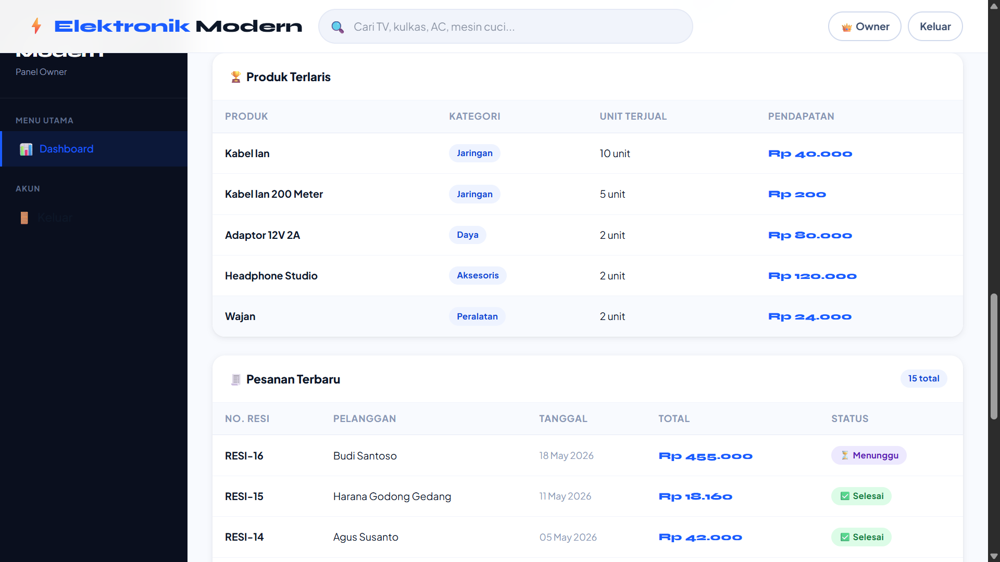 Elektronik Modern
Cari TV, kulkas, AC, mesin cuci...
Owner
Keluar
Modern
Panel Owner
MENU UTAMA
Dashboard
AKUN
Keluar
Produk Terlaris
PRODUK KATEGORI UNIT TERJUAL PENDAPATAN
Kabel lan Jaringan 10 unit Rp 40.000
Kabel lan 200 Meter Jaringan 5 unit Rp 200
Adaptor 12V 2A Daya 2 unit Rp 80.000
Headphone Studio Aksesoris 2 unit Rp 120.000
Wajan Peralatan 2 unit Rp 24.000
Pesanan Terbaru
15 total
NO. RESI PELANGGAN TANGGAL TOTAL STATUS
RESI-16 Budi Santoso 18 May 2026 Rp 455.000 Menunggu
RESI-15 Harana Godong Gedang 11 May 2026 Rp 18.160 Selesai
RESI-14 Agus Susanto 05 May 2026 Rp 42.000 Selesai